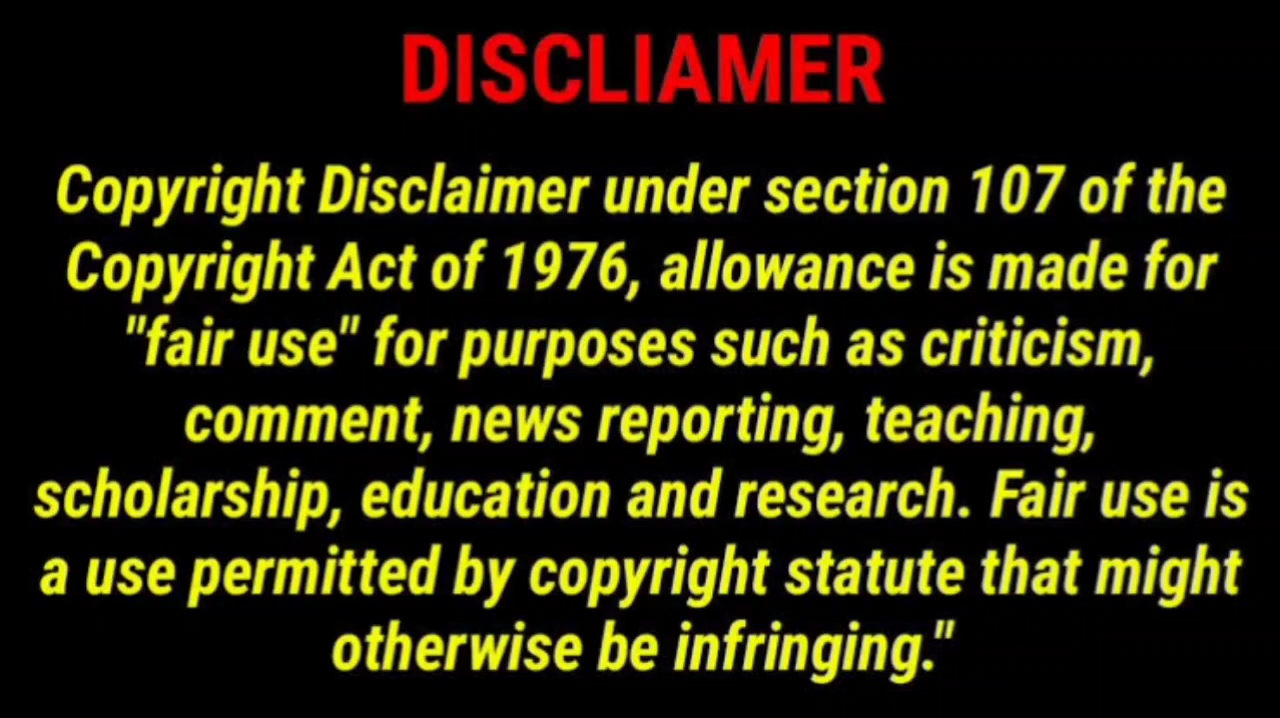 DISCLIAMER
Copyright Disclaimer under section 107 of the
Copyright Act of 1976, allowance is made for
"fair use" for purposes such as criticism,
comment, news reporting, teaching,
scholarship, education and research. Fair use is
a use permitted by copyright statute that might
otherwise be infringing."